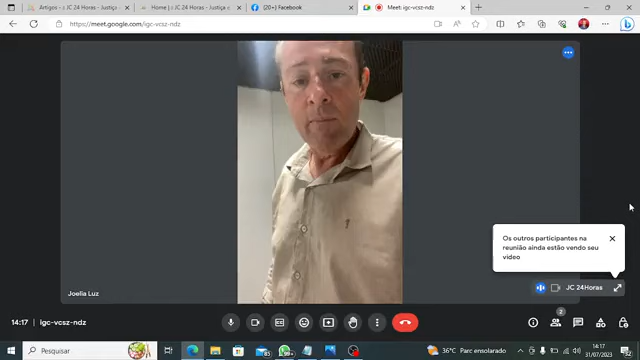 Artigos - ‹ JC 24 Horas - Justiça e
Home | ‹ JC 24 Horas - Justiça e
(20+) Facebook
Meet: igc-vcsz-ndz
https://meet.google.com/igc-vcsz-ndz
Os outros participantes na
reunião ainda estão vendo seu
vídeo
JC 24Horas
Joelia Luz
14:17
igc-vcsz-ndz
2
Pesquisar
36°C Parc ensolarado
14:17
31/07/2023